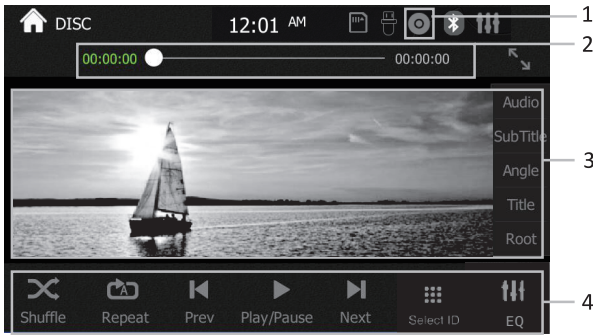 DISC 12:01 AM 1
00:00:00 00:00:00 2
Audio
SubTitle
Angle 3
Title
Root
Shuffle Repeat Prev Play/Pause Next Select ID EQ 4